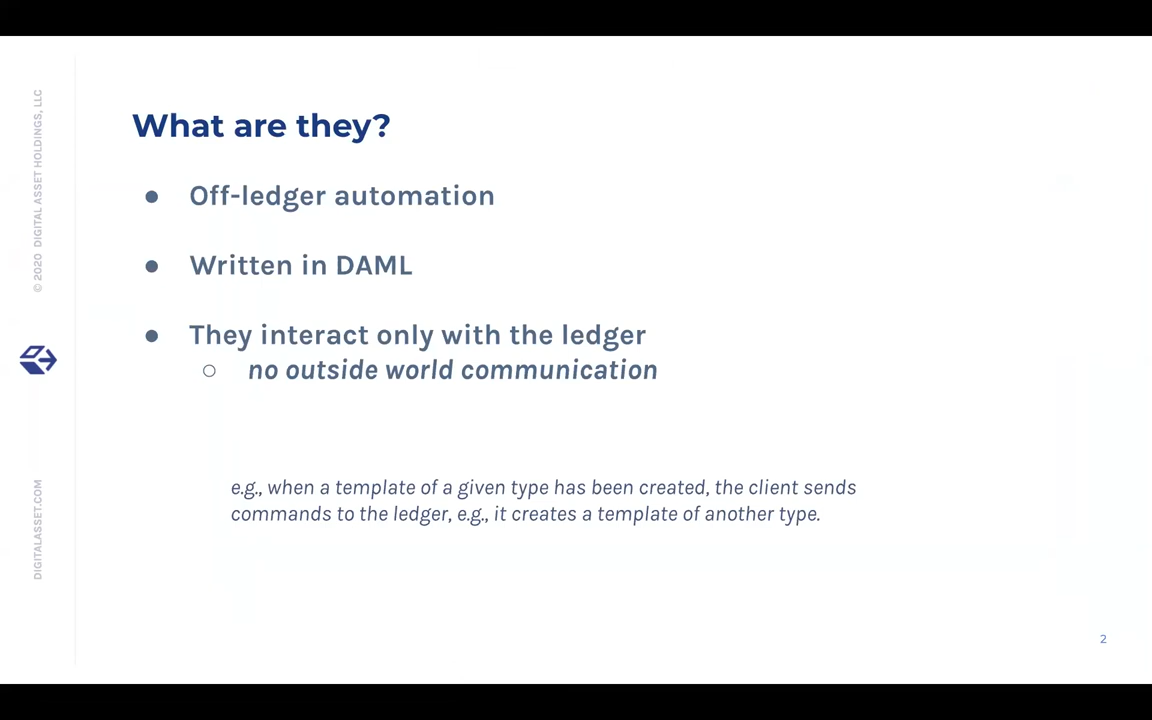 © 2020 DIGITAL ASSET HOLDINGS, LLC
DIGITALASSET.COM
What are they?
● Off-ledger automation
● Written in DAML
● They interact only with the ledger
○ no outside world communication
e.g., when a template of a given type has been created, the client sends
commands to the ledger, e.g., it creates a template of another type.
2